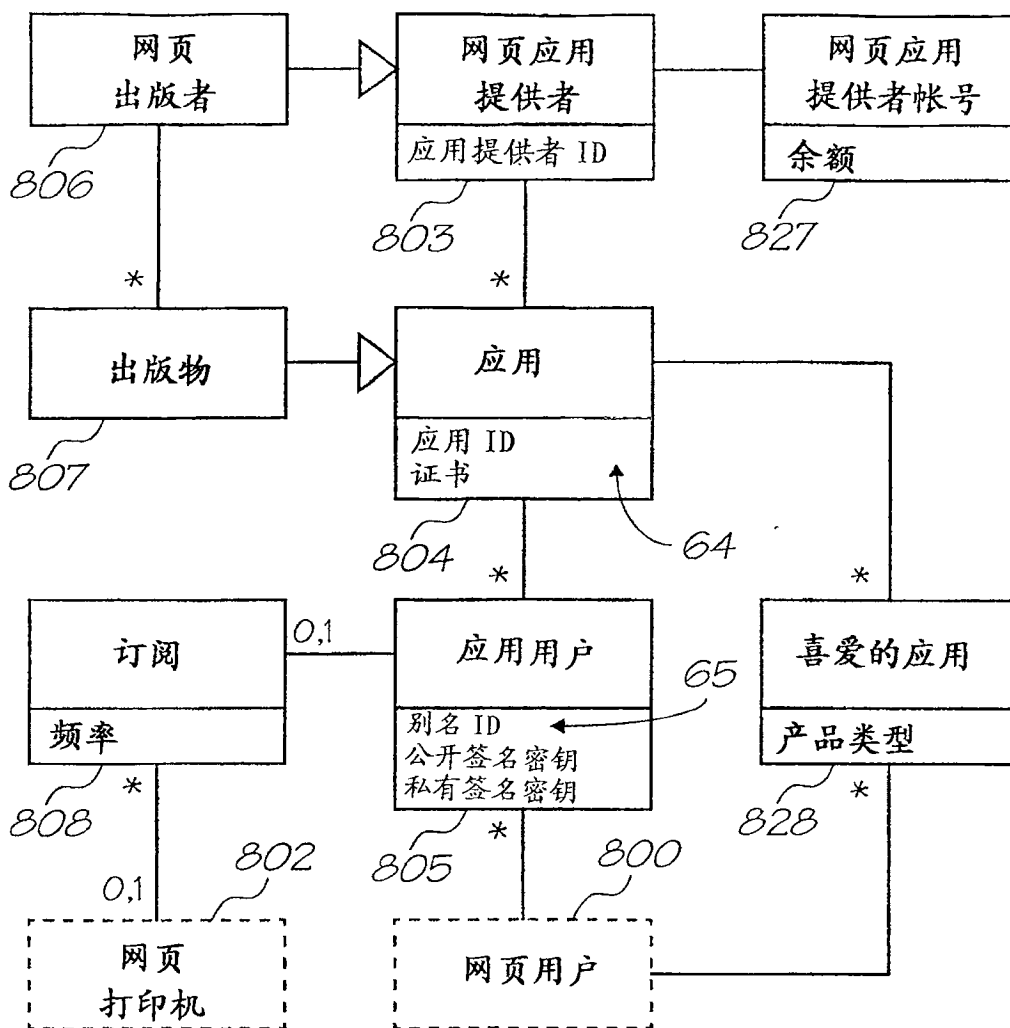 网页
出版者
网页应用
提供者
应用提供者 ID
网页应用
提供者帐号
余额
806
803
827
*
*
出版物
应用
应用 ID
证书
807
804
64
*
*
订阅
频率
0,1
应用用户
别名 ID
公开签名密钥
私有签名密钥
65
喜爱的应用
产品类型
808
*
805
*
828
*
802
800
0,1
网页
打印机
网页用户